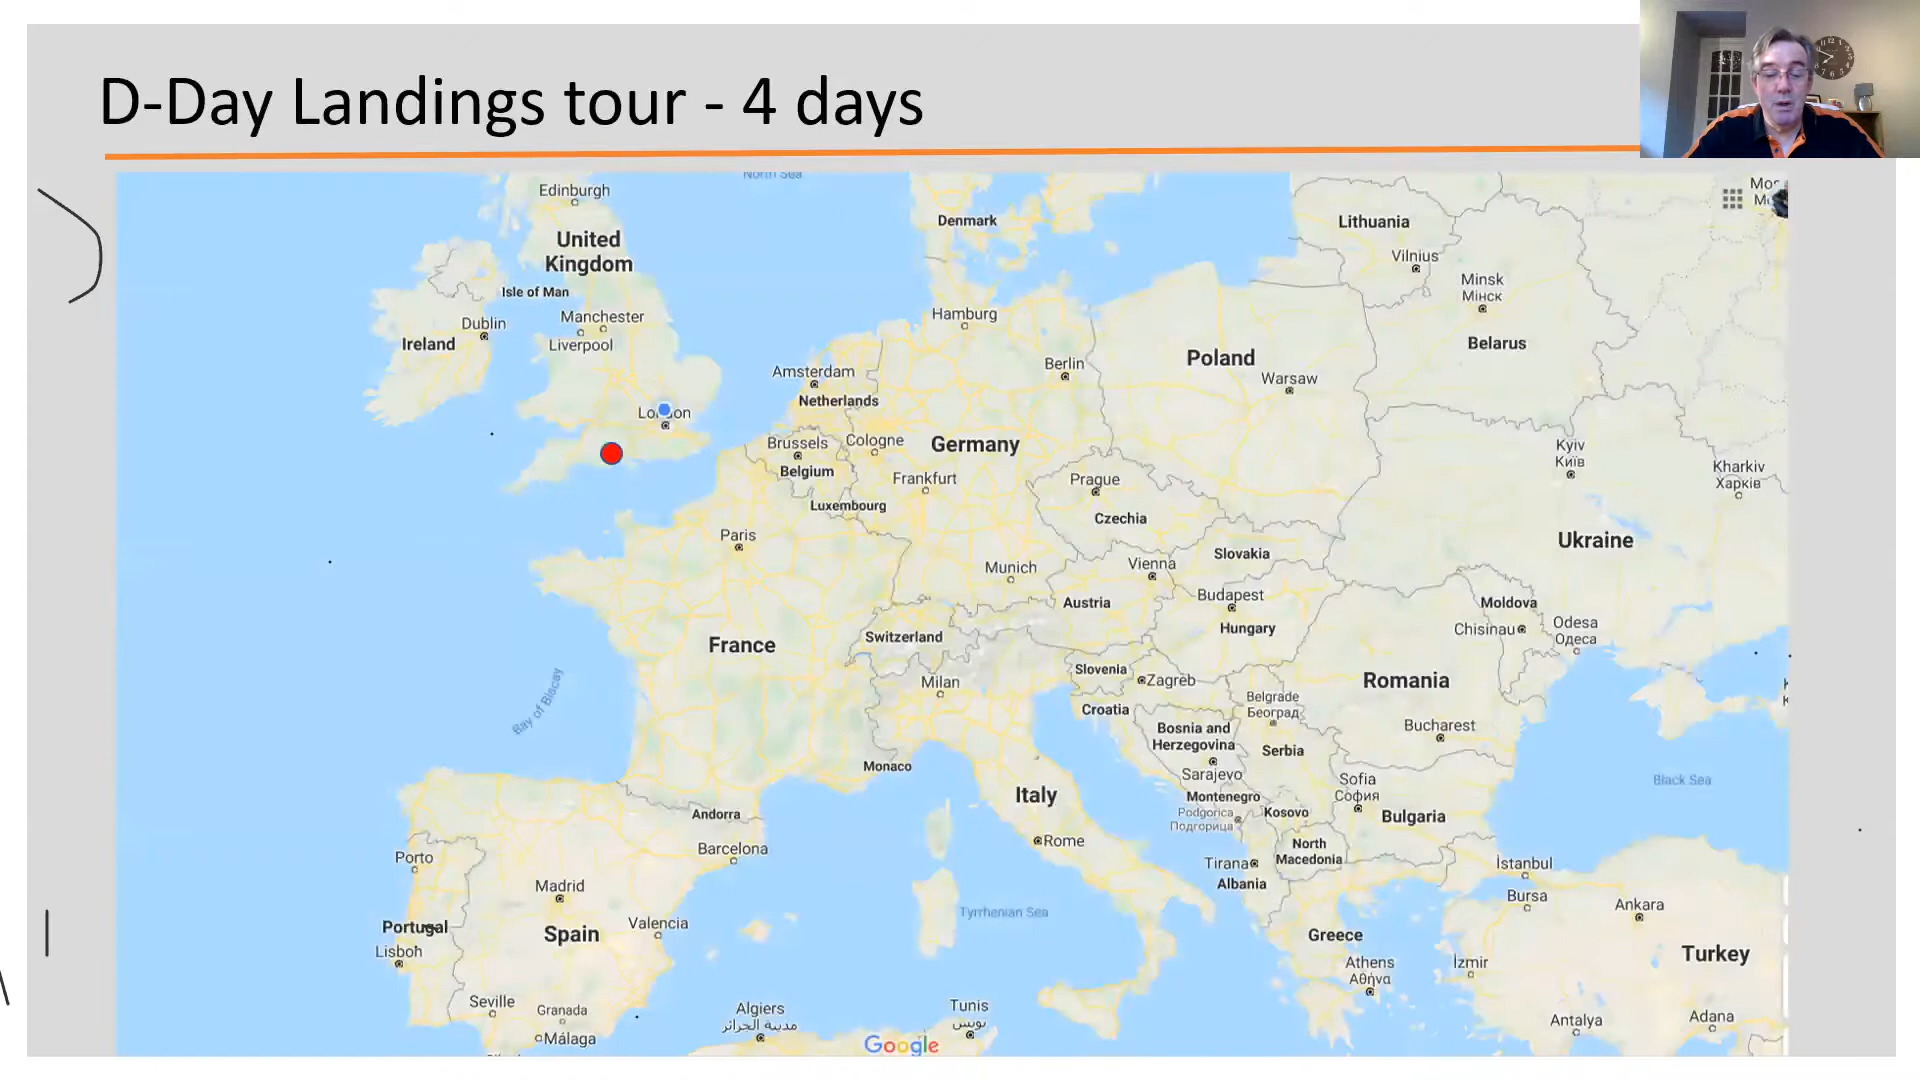 D-Day Landings tour - 4 days
North Sea
Edinburgh
United
Kingdom
Isle of Man
Manchester
Liverpool
Dublin
Ireland
London
Denmark
Hamburg
Berlin
Amsterdam
Netherlands
Brussels
Belgium
Cologne
Germany
Frankfurt
Luxembourg
Paris
Munich
France
Switzerland
Milan
Monaco
Bay of Biscay
Lithuania
Vilnius
Minsk
Мінск
Belarus
Poland
Warsaw
Prague
Czechia
Slovakia
Vienna
Austria
Budapest
Hungary
Kyiv
Київ
Kharkiv
Харків
Ukraine
Moldova
Chisinau
Odesa
Одеса
Romania
Bucharest
Slovenia
Zagreb
Croatia
Belgrade
Београд
Bosnia and
Herzegovina
Serbia
Sarajevo
Montenegro
Podgorica
Подгорица
Kosovo
Sofia
София
Bulgaria
North
Macedonia
Tirana
Albania
Greece
Athens
Αθήνα
Black Sea
İstanbul
Bursa
Ankara
İzmir
Turkey
Antalya
Adana
Italy
Rome
Tyrrhenian Sea
Andorra
Barcelona
Porto
Madrid
Portugal
Spain
Valencia
Lisbon
Seville
Granada
Málaga
Algiers
مدينة الجزائر
Tunis
تونس
Google